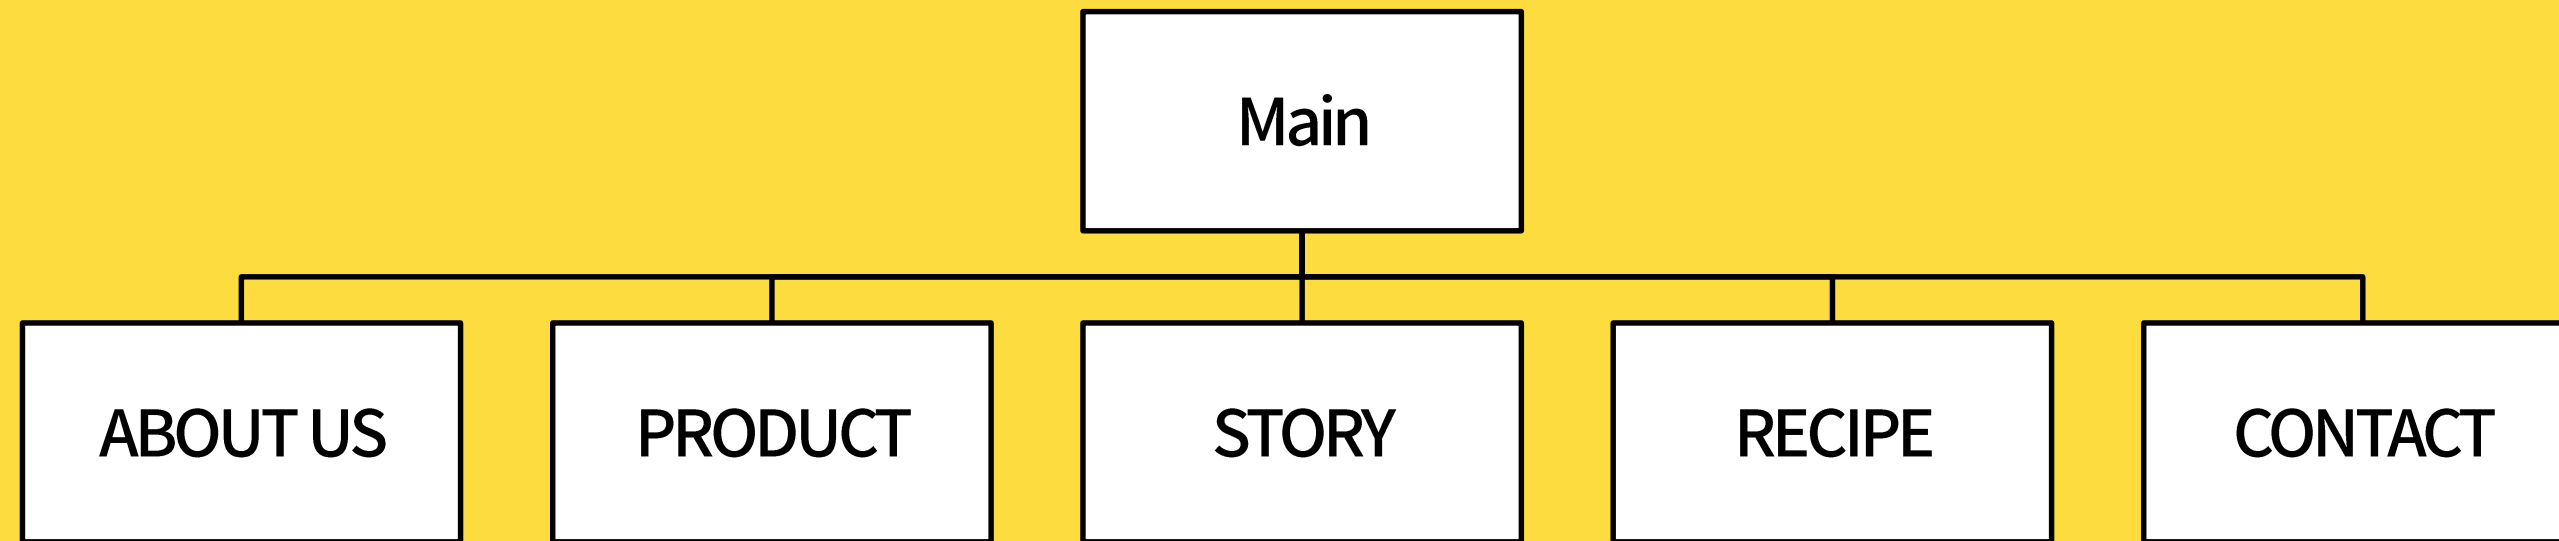 Main
ABOUT US
PRODUCT
STORY
RECIPE
CONTACT